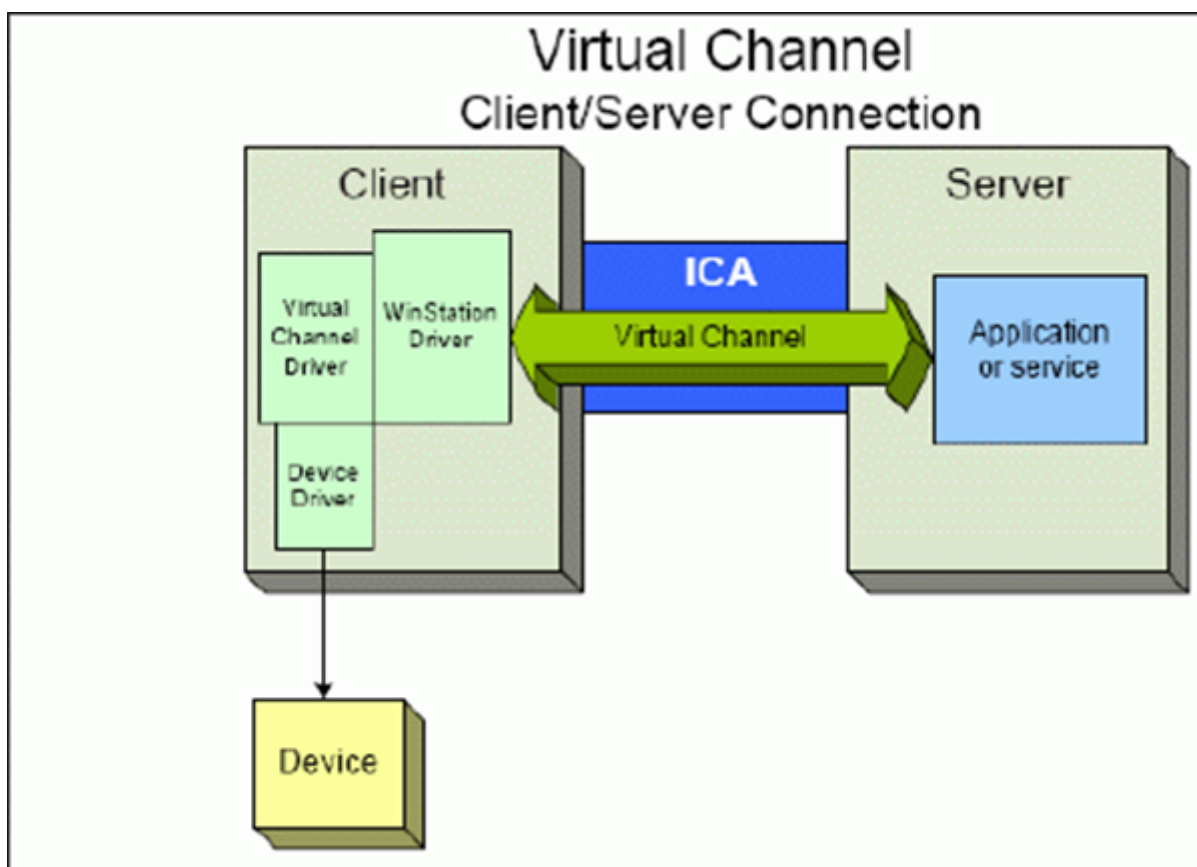 Virtual Channel
Client/Server Connection
Client
Server
ICA
Virtual
Channel
Driver
WinStation
Driver
Virtual Channel
Application
or service
Device
Driver
Device